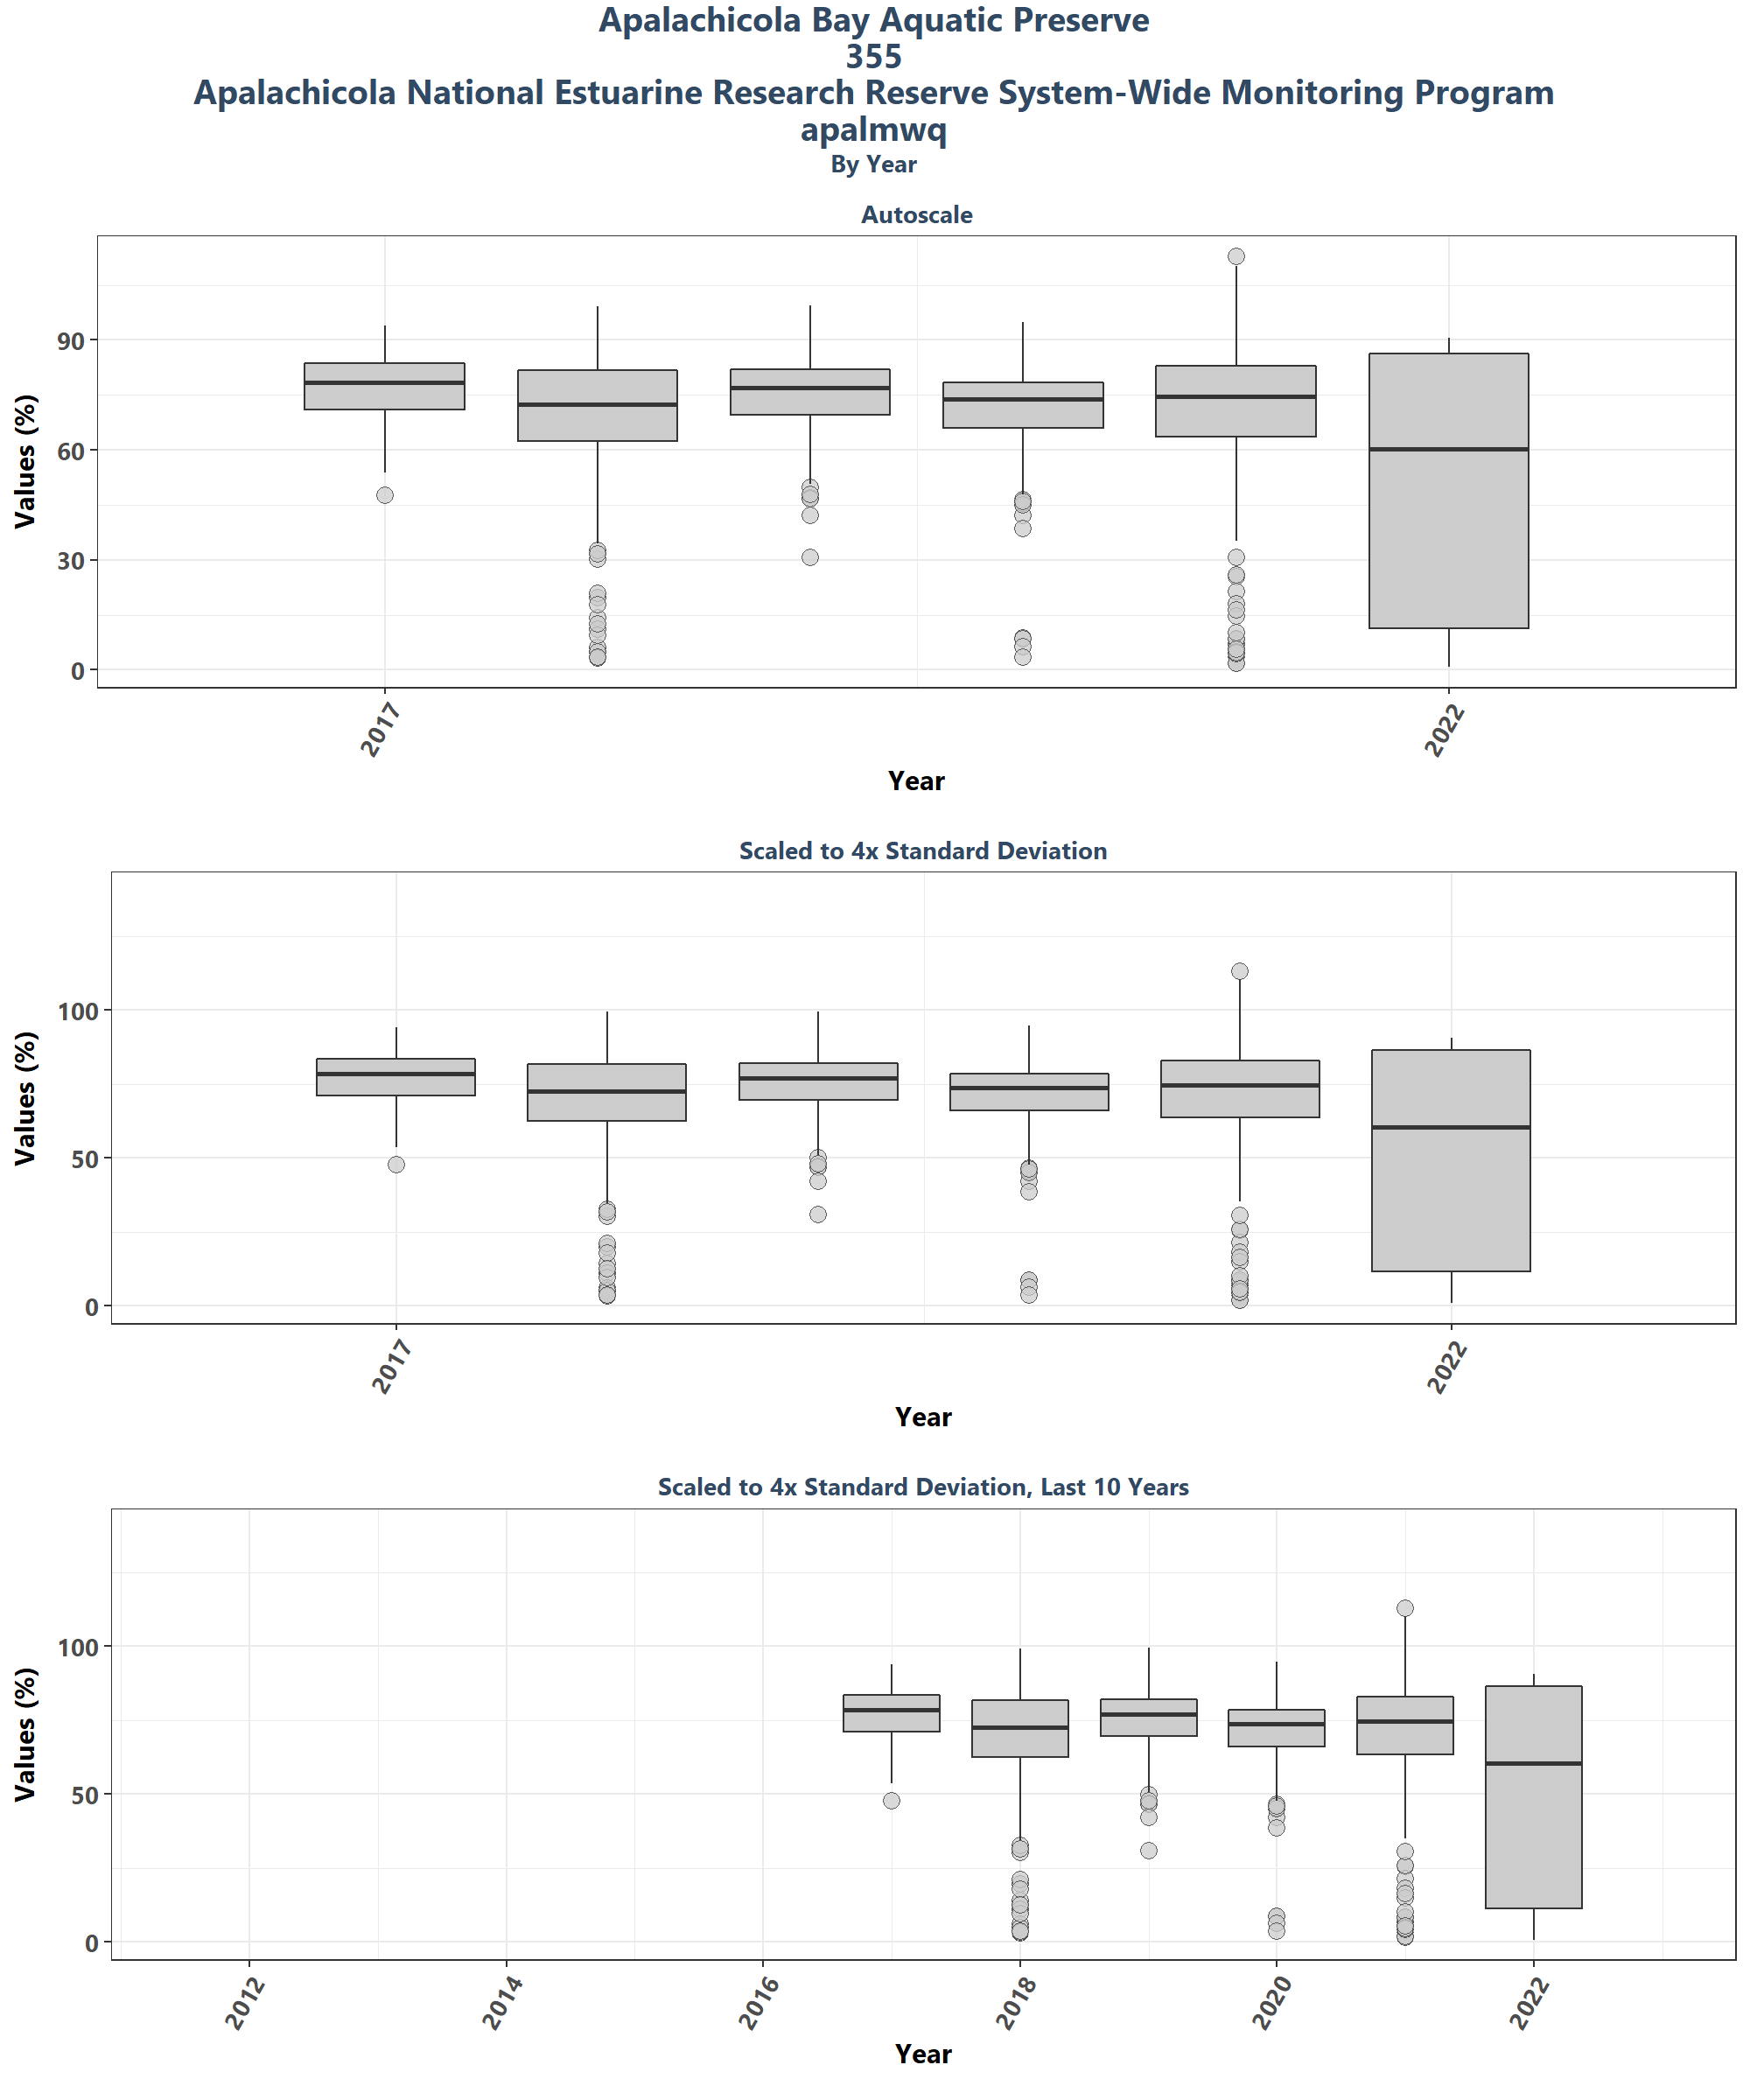 Apalachicola Bay Aquatic Preserve
355
Apalachicola National Estuarine Research Reserve System-Wide Monitoring Program
apalmwq
By Year
Autoscale
Values (%)
90
60
30
0
2017
2022
Year
Scaled to 4x Standard Deviation
Values (%)
100
50
0
2017
2022
Year
Scaled to 4x Standard Deviation, Last 10 Years
Values (%)
100
50
0
2012
2014
2016
2018
2020
2022
Year